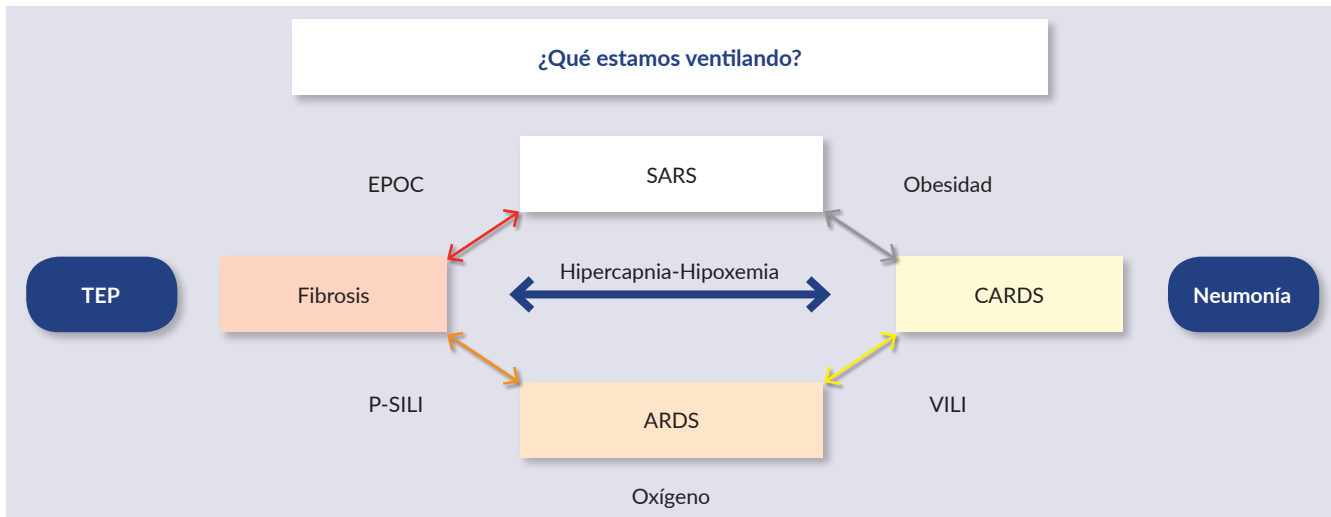 ¿Qué estamos ventilando?
EPOC
SARS
Obesidad
TEP
Fibrosis
Hipercapnia-Hipoxemia
CARDS
Neumonía
P-SILI
ARDS
VILI
Oxígeno